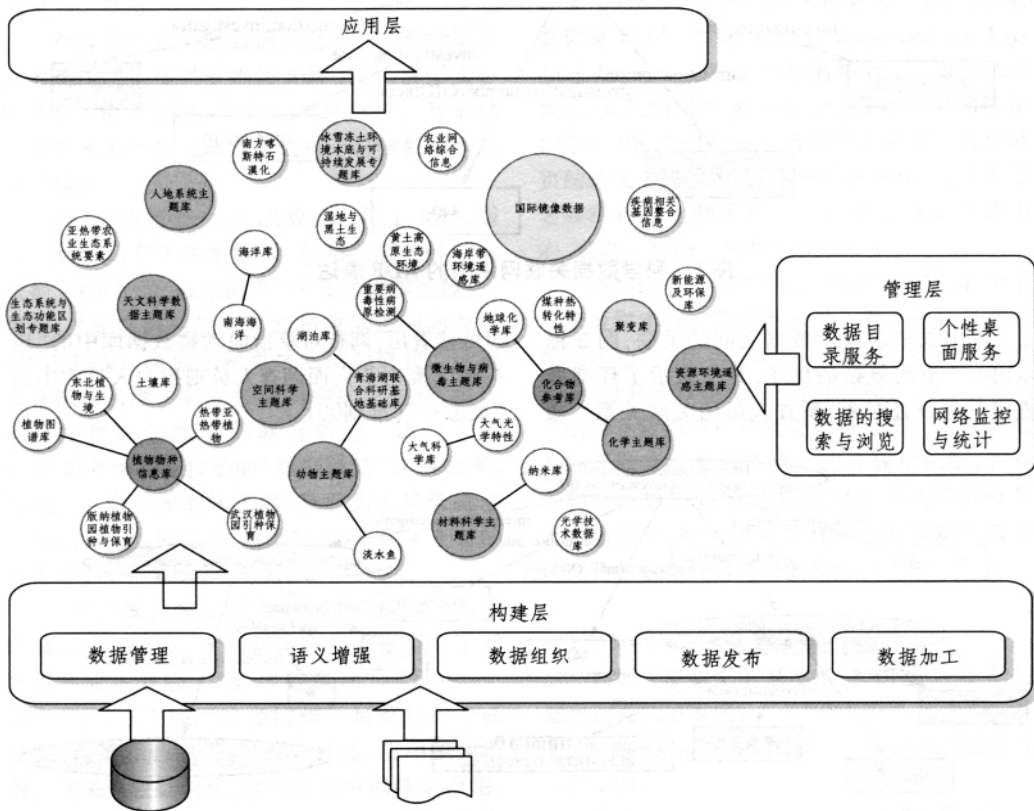 应用层
南方喀
斯特石
漠化
冰雪冻土环
境本底与可
持续发展专
题库
农业网
络综合
信息
人地系统主
题库
国际镜像数据
疾病相关
基因整合
信息
湿地与
黑土生
态
亚热带农
业生态系
统要素
海洋库
黄土高
原生态
环境
海岸带
环境遥
感库
新能源
及环保
库
管理层
生态系统与
生态功能区
划专题库
天文科学数
据主题库
南海海
洋
湖泊库
重要病
毒性病
原检测
地球化
学库
煤种热
转化特
性
聚变库
数据目
录服务
个性桌
面服务
东北植
物与生
境
土壤库
空间科学
主题库
青海湖联
合科研基
地基础库
微生物与病
毒主题库
化合物
参考库
资源环境遥
感主题库
植物图
谱库
热带亚
热带植
物
大气光
学特性
大气科
学库
化学主题库
数据的搜
索与浏览
网络监控
与统计
植物物种
信息库
动物主题库
纳米库
版纳植物
园植物引
种与保育
武汉植物
园引种保
育
材料科学主
题库
光学技
术数据
库
淡水鱼
构建层
数据管理
语义增强
数据组织
数据发布
数据加工